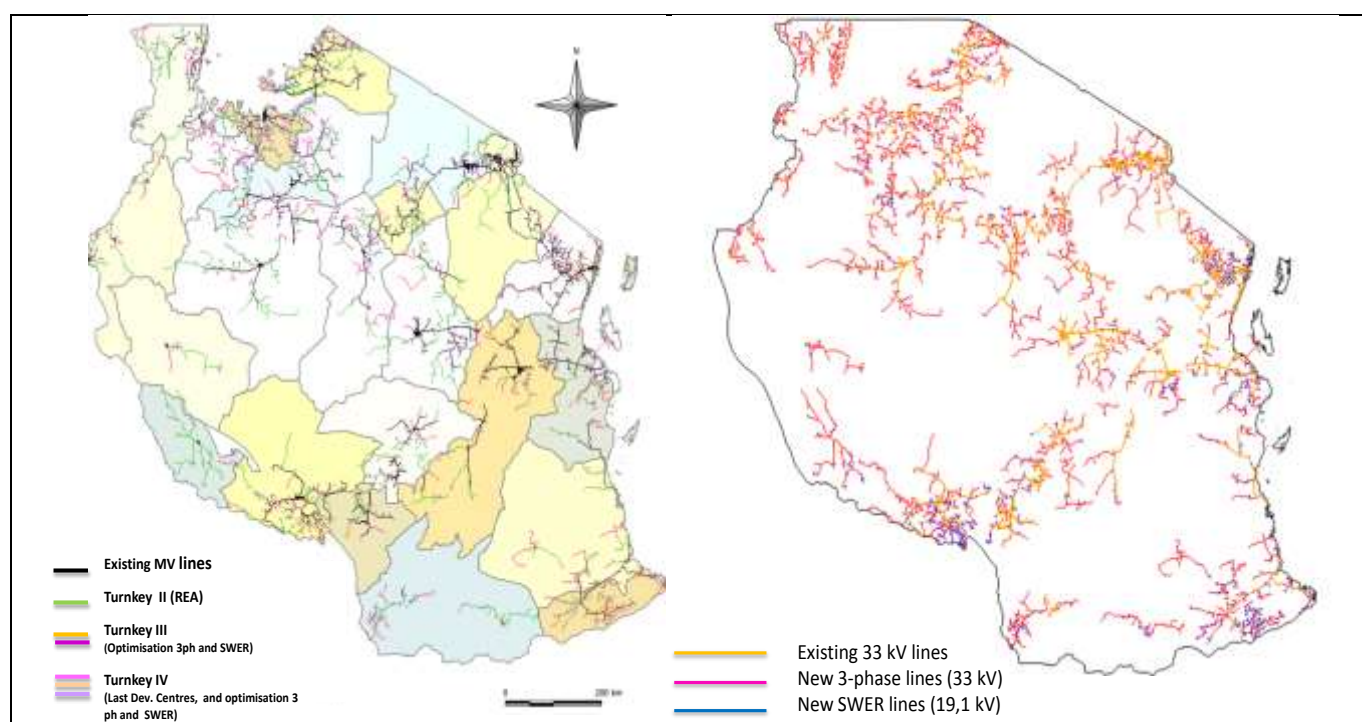 N
Existing MV lines
Turnkey II (REA)
Turnkey III
(Optimisation 3ph and SWER)
Turnkey IV
(Last Dev. Centres, and optimisation 3
ph and SWER)
0 200 km
Existing 33 kV lines
New 3-phase lines (33 kV)
New SWER lines (19,1 kV)